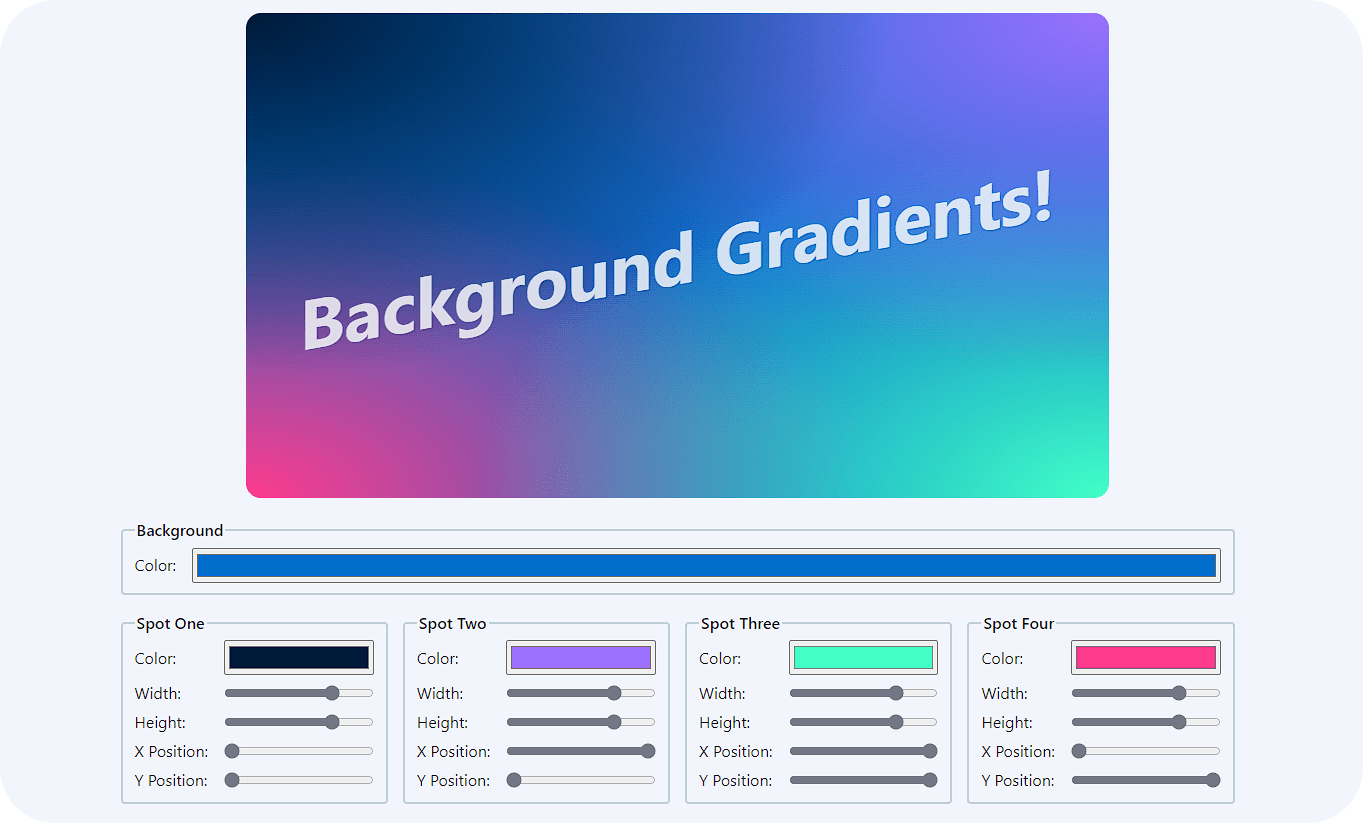 Background Gradients!
Background
Color:
Spot One
Color:
Width:
Height:
X Position:
Y Position:
Spot Two
Color:
Width:
Height:
X Position:
Y Position:
Spot Three
Color:
Width:
Height:
X Position:
Y Position:
Spot Four
Color:
Width:
Height:
X Position:
Y Position: